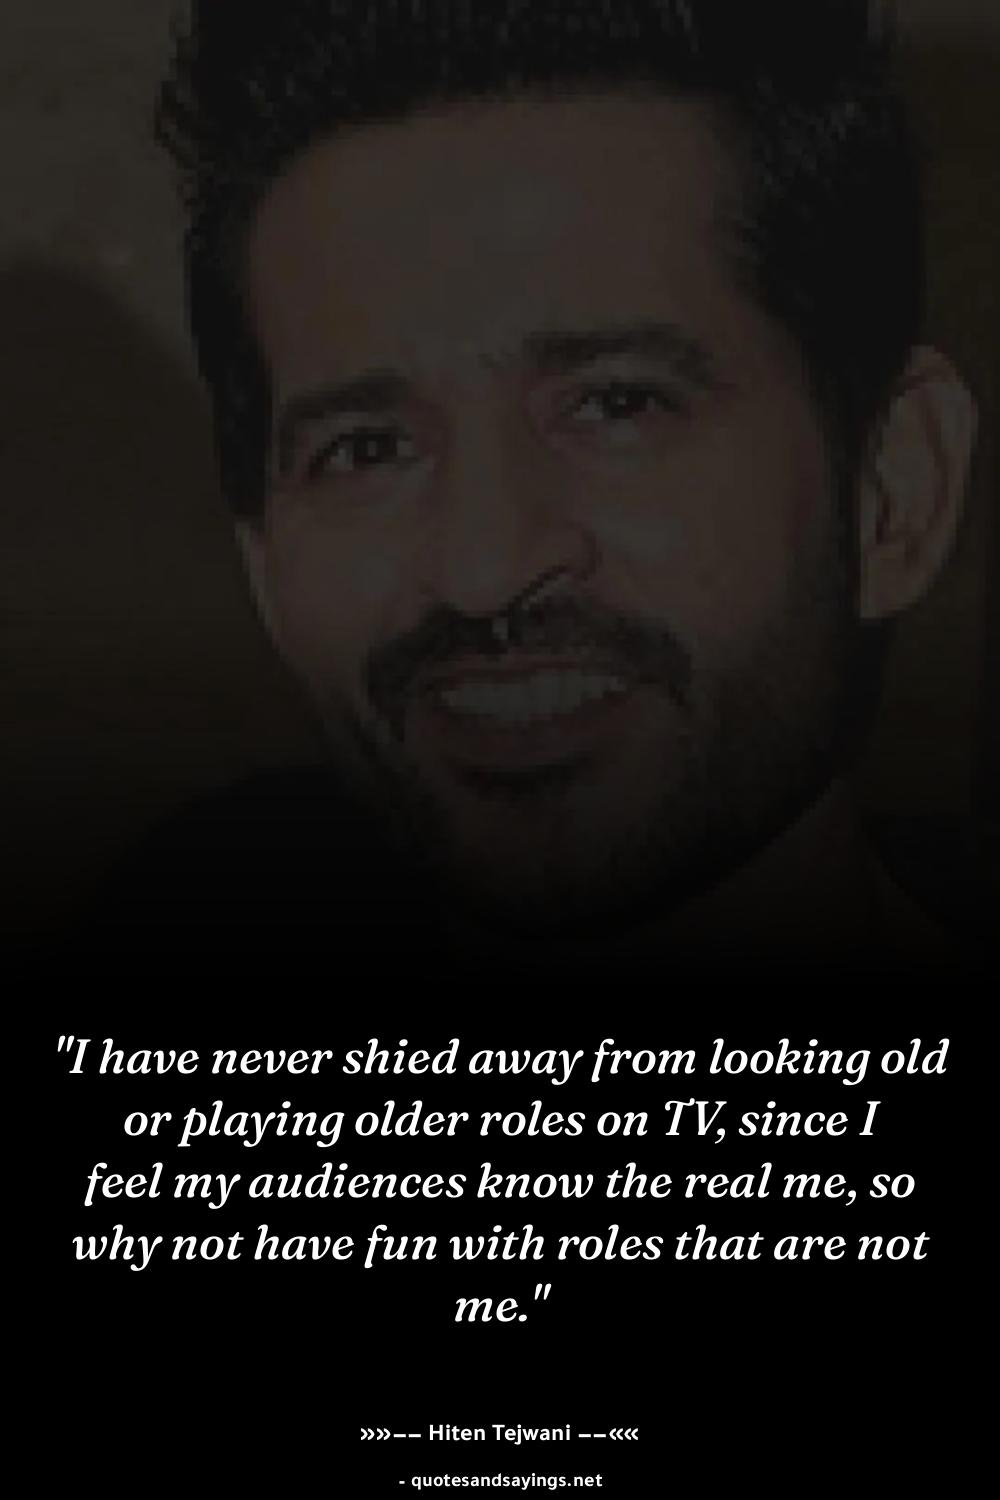 "I have never shied away from looking old
or playing older roles on TV, since I
feel my audiences know the real me, so
why not have fun with roles that are not
me."
»»–– Hiten Tejwani ––««
- quotesandsayings.net